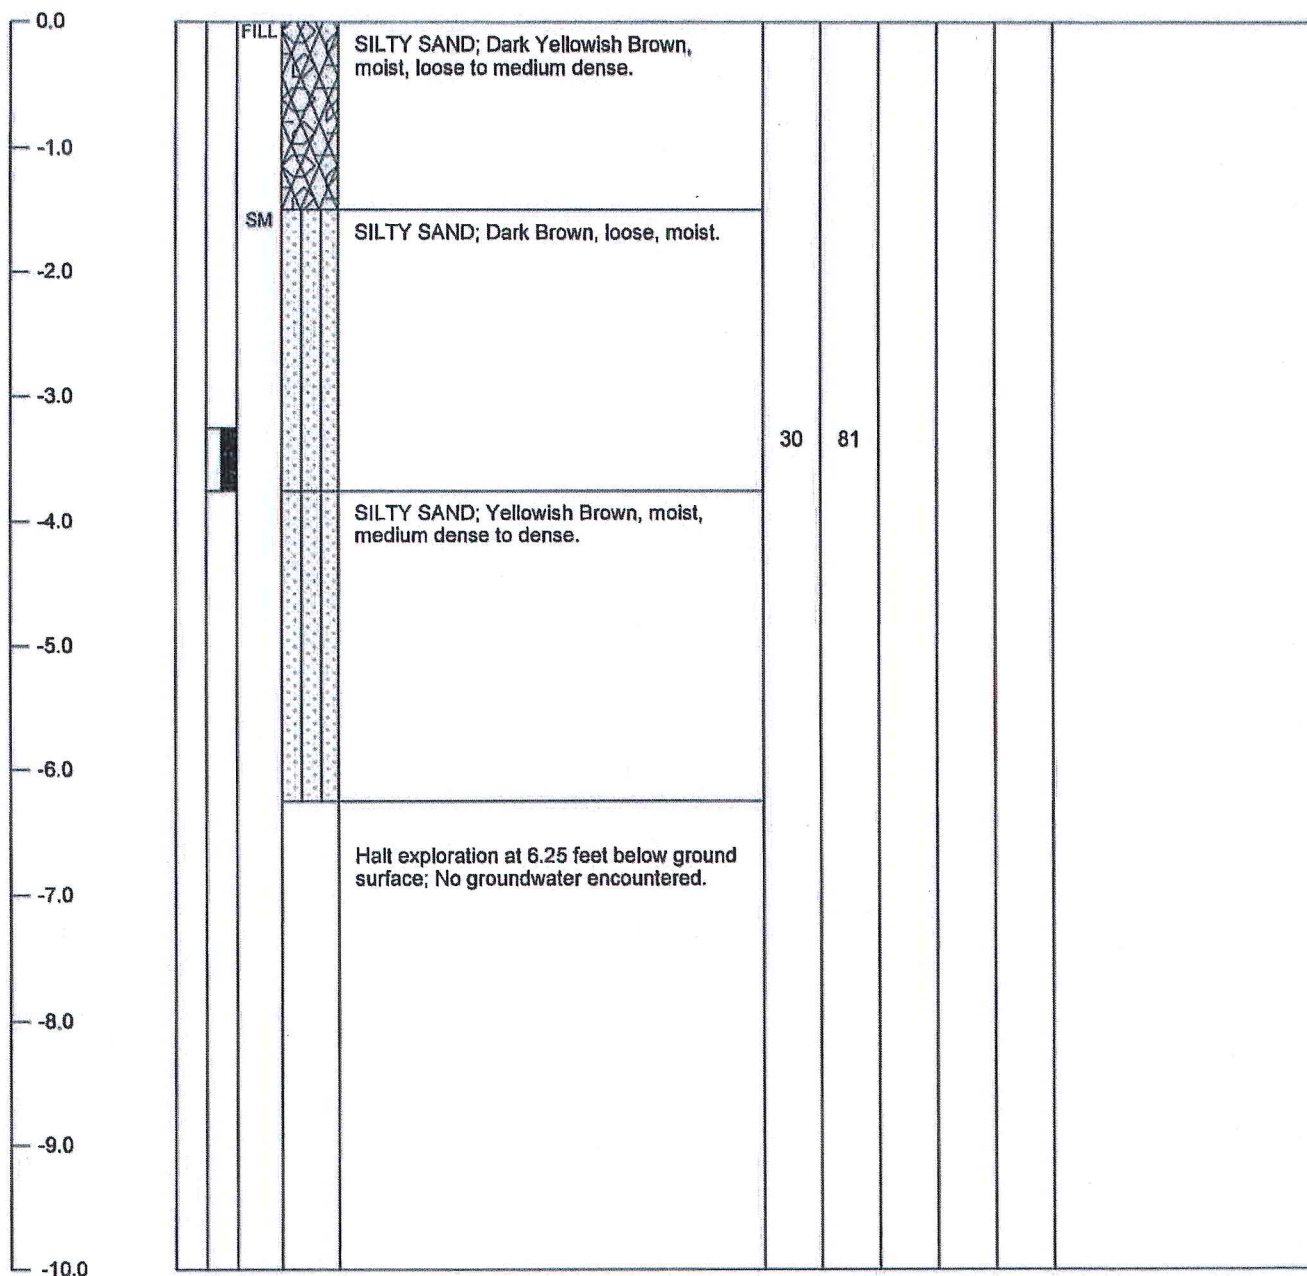 0.0
FILL
SILTY SAND; Dark Yellowish Brown,
moist, loose to medium dense.
-1.0
SM
SILTY SAND; Dark Brown, loose, moist.
-2.0
-3.0
30 81
-4.0
SILTY SAND; Yellowish Brown, moist,
medium dense to dense.
-5.0
-6.0
Halt exploration at 6.25 feet below ground
surface; No groundwater encountered.
-7.0
-8.0
-9.0
-10.0